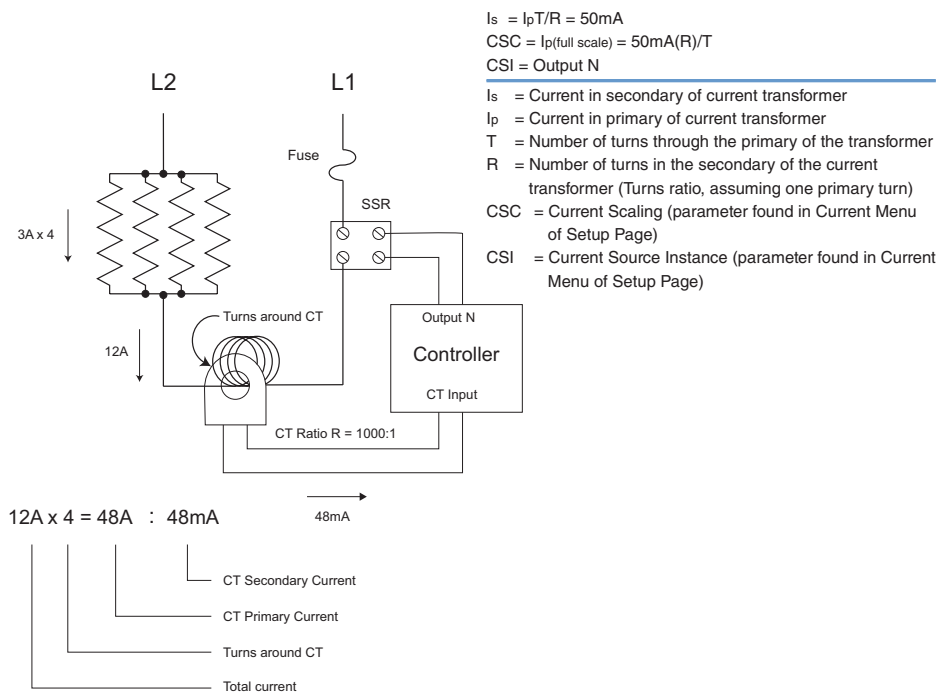 Is = IpT/R = 50mA
CSC = Ip(full scale) = 50mA(R)/T
CSI = Output N
Is = Current in secondary of current transformer
Ip = Current in primary of current transformer
T = Number of turns through the primary of the transformer
R = Number of turns in the secondary of the current
transformer (Turns ratio, assuming one primary turn)
CSC = Current Scaling (parameter found in Current Menu
of Setup Page)
CSI = Current Source Instance (parameter found in Current
Menu of Setup Page)
L2
L1
Fuse
SSR
3A x 4
Turns around CT
12A
Output N
Controller
CT Input
CT Ratio R = 1000:1
48mA
12A x 4 = 48A : 48mA
CT Secondary Current
CT Primary Current
Turns around CT
Total current